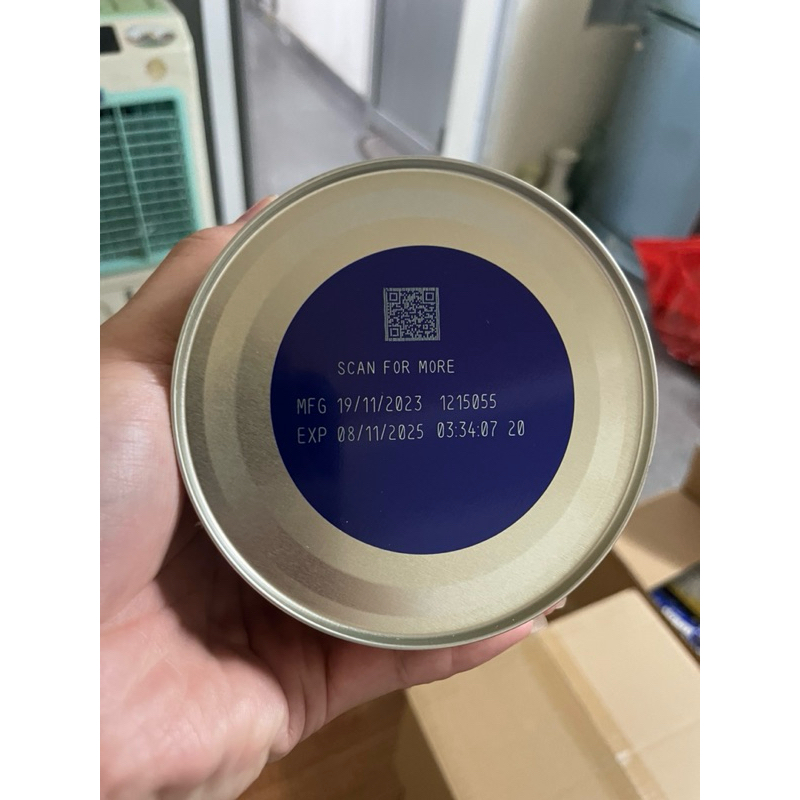 SCAN FOR MORE
MFG 19/11/2023 1215055
EXP 08/11/2025 03:34:07 20